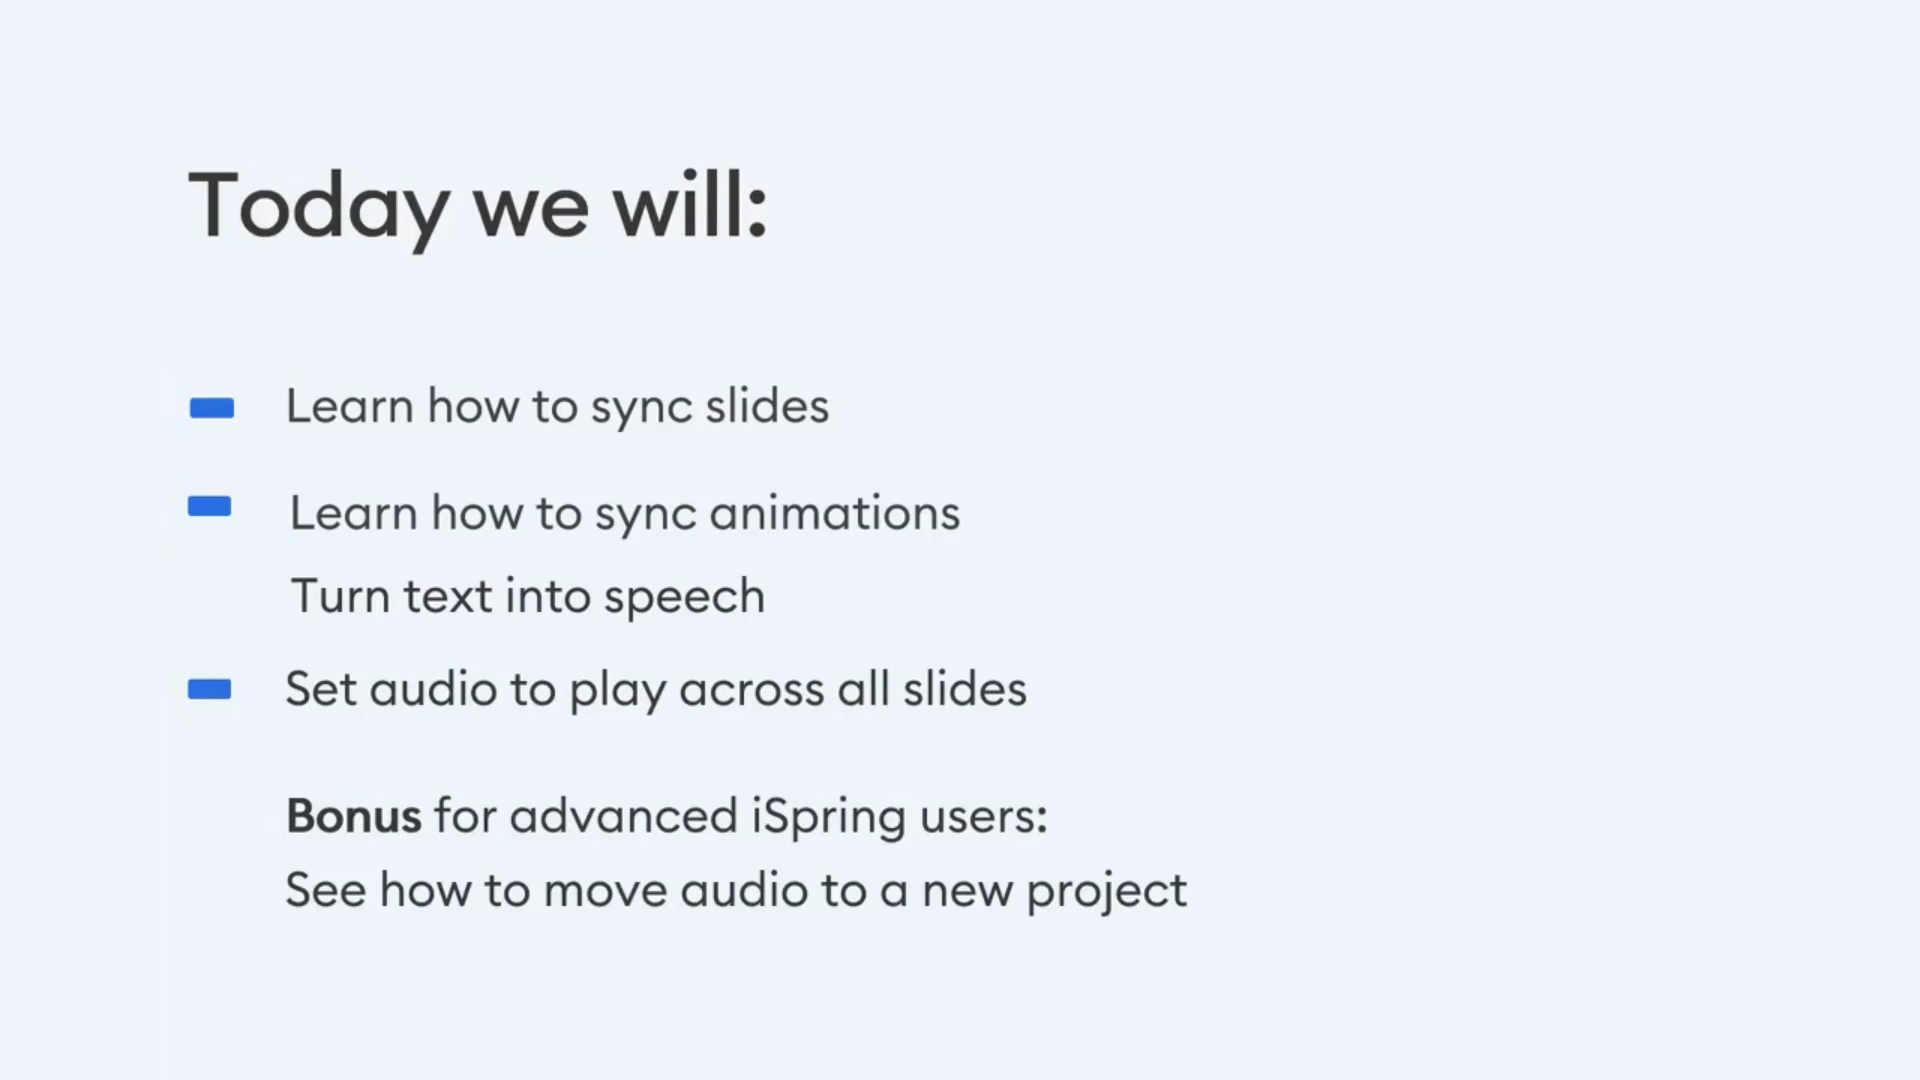 Today we will:
Learn how to sync slides
Learn how to sync animations
Turn text into speech
Set audio to play across all slides
Bonus for advanced iSpring users:
See how to move audio to a new project